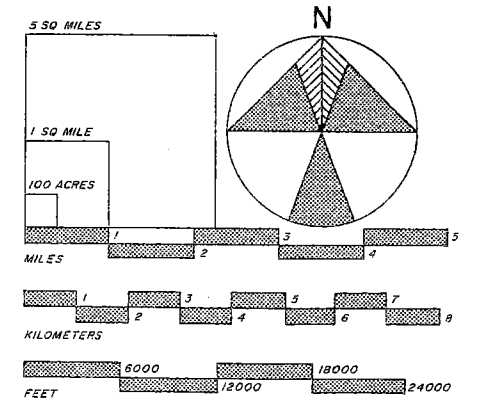 5 SQ MILES
N
1 SQ MILE
100 ACRES
1 3 5
2 4
MILES
1 3 5 7
2 4 6 8
KILOMETERS
6000 18000
12000 24000
FEET